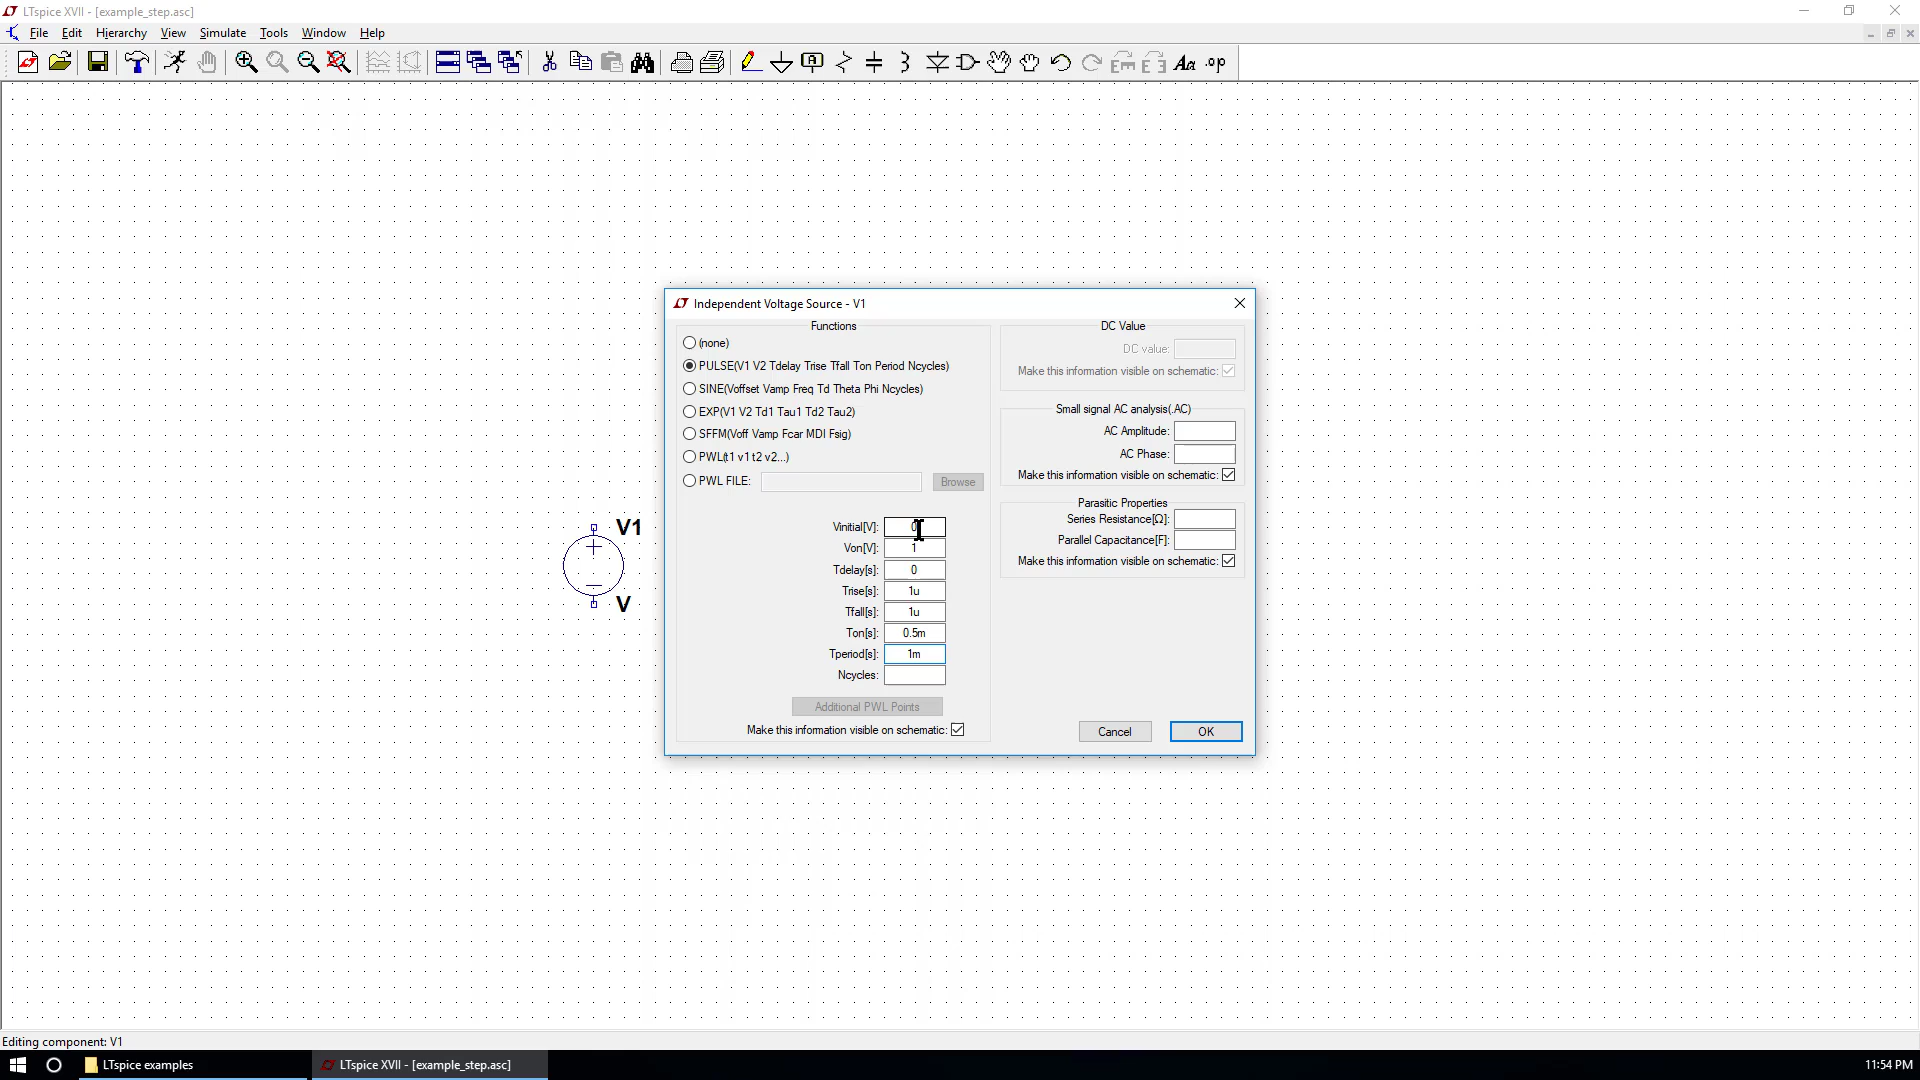 LTspice XVII - [example_step.asc]
File Edit Hierarchy View Simulate Tools Window Help
Aa .op
Independent Voltage Source - V1
Functions
(none)
PULSE(V1 V2 Tdelay Trise Tfall Ton Period Ncycles)
SINE(Voffset Vamp Freq Td Theta Phi Ncycles)
EXP(V1 V2 Td1 Tau1 Td2 Tau2)
SFFM(Voff Vamp Fcar MDI Fsig)
PWL(t1 v1 t2 v2...)
PWL FILE: Browse
Vinitial[V]: 0
Von[V]: 1
Tdelay[s]: 0
Trise[s]: 1u
Tfall[s]: 1u
Ton[s]: 0.5m
Tperiod[s]: 1m
Ncycles:
Additional PWL Points
Make this information visible on schematic:
DC Value
DC value:
Make this information visible on schematic:
Small signal AC analysis(.AC)
AC Amplitude:
AC Phase:
Make this information visible on schematic:
Parasitic Properties
Series Resistance[Ω]:
Parallel Capacitance[F]:
Make this information visible on schematic:
Cancel OK
V1
V
Editing component: V1
LTspice examples
LTspice XVII - [example_step.asc]
11:54 PM